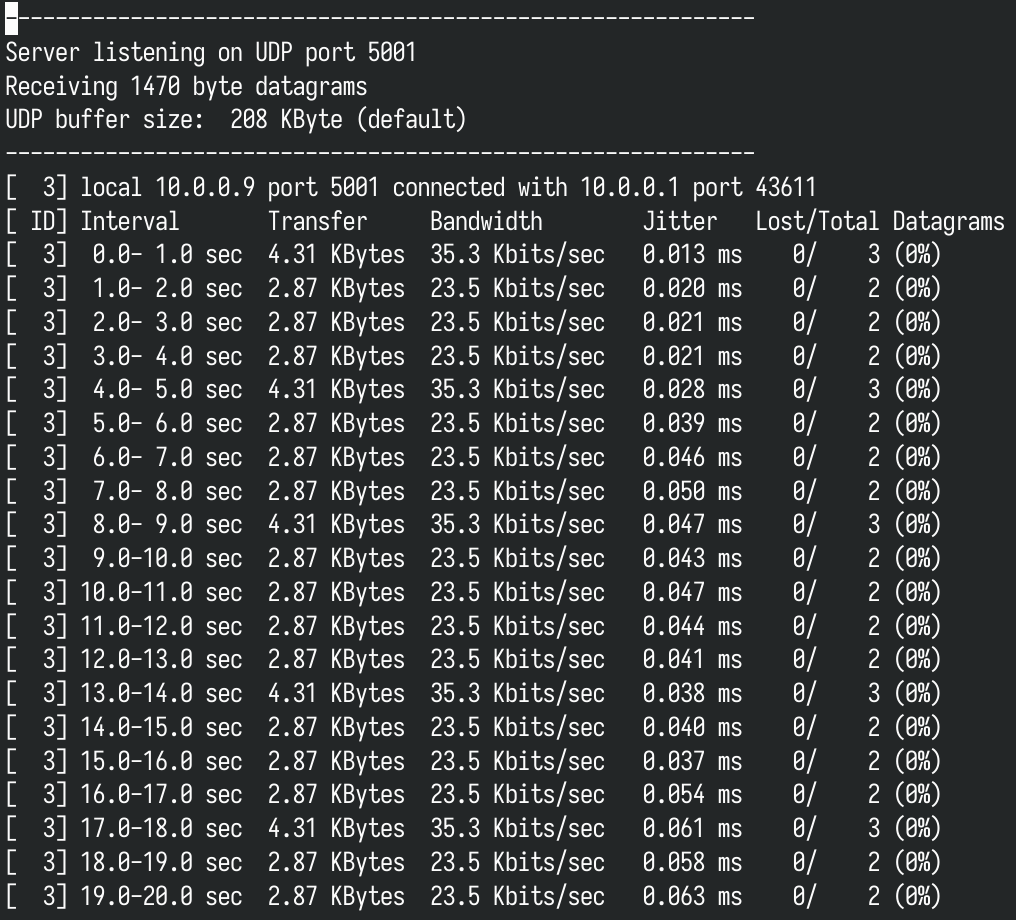 ------------------------------------------------------------
Server listening on UDP port 5001
Receiving 1470 byte datagrams
UDP buffer size:  208 KByte (default)
------------------------------------------------------------
[  3] local 10.0.0.9 port 5001 connected with 10.0.0.1 port 43611
[ ID] Interval       Transfer     Bandwidth        Jitter   Lost/Total Datagrams
[  3]  0.0- 1.0 sec  4.31 KBytes  35.3 Kbits/sec   0.013 ms    0/    3 (0%)
[  3]  1.0- 2.0 sec  2.87 KBytes  23.5 Kbits/sec   0.020 ms    0/    2 (0%)
[  3]  2.0- 3.0 sec  2.87 KBytes  23.5 Kbits/sec   0.021 ms    0/    2 (0%)
[  3]  3.0- 4.0 sec  2.87 KBytes  23.5 Kbits/sec   0.021 ms    0/    2 (0%)
[  3]  4.0- 5.0 sec  4.31 KBytes  35.3 Kbits/sec   0.028 ms    0/    3 (0%)
[  3]  5.0- 6.0 sec  2.87 KBytes  23.5 Kbits/sec   0.039 ms    0/    2 (0%)
[  3]  6.0- 7.0 sec  2.87 KBytes  23.5 Kbits/sec   0.046 ms    0/    2 (0%)
[  3]  7.0- 8.0 sec  2.87 KBytes  23.5 Kbits/sec   0.050 ms    0/    2 (0%)
[  3]  8.0- 9.0 sec  4.31 KBytes  35.3 Kbits/sec   0.047 ms    0/    3 (0%)
[  3]  9.0-10.0 sec  2.87 KBytes  23.5 Kbits/sec   0.043 ms    0/    2 (0%)
[  3] 10.0-11.0 sec  2.87 KBytes  23.5 Kbits/sec   0.047 ms    0/    2 (0%)
[  3] 11.0-12.0 sec  2.87 KBytes  23.5 Kbits/sec   0.044 ms    0/    2 (0%)
[  3] 12.0-13.0 sec  2.87 KBytes  23.5 Kbits/sec   0.041 ms    0/    2 (0%)
[  3] 13.0-14.0 sec  4.31 KBytes  35.3 Kbits/sec   0.038 ms    0/    3 (0%)
[  3] 14.0-15.0 sec  2.87 KBytes  23.5 Kbits/sec   0.040 ms    0/    2 (0%)
[  3] 15.0-16.0 sec  2.87 KBytes  23.5 Kbits/sec   0.037 ms    0/    2 (0%)
[  3] 16.0-17.0 sec  2.87 KBytes  23.5 Kbits/sec   0.054 ms    0/    2 (0%)
[  3] 17.0-18.0 sec  4.31 KBytes  35.3 Kbits/sec   0.061 ms    0/    3 (0%)
[  3] 18.0-19.0 sec  2.87 KBytes  23.5 Kbits/sec   0.058 ms    0/    2 (0%)
[  3] 19.0-20.0 sec  2.87 KBytes  23.5 Kbits/sec   0.063 ms    0/    2 (0%)